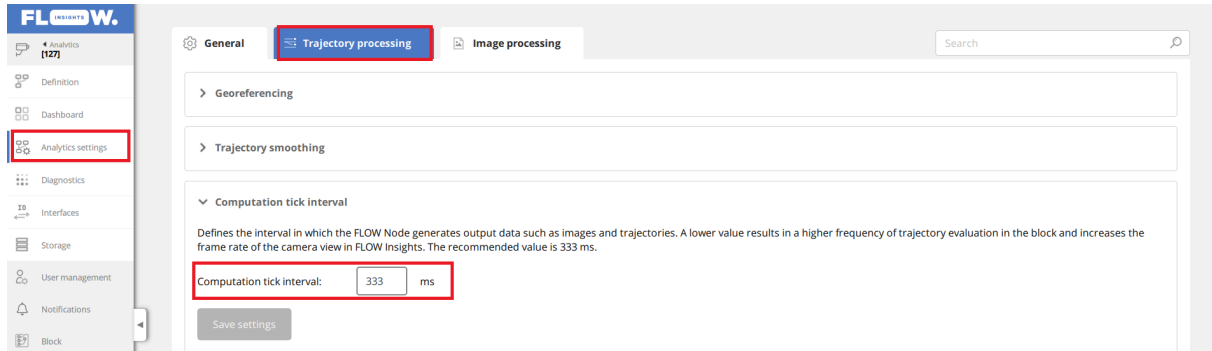 FLOW.
INSIGHTS
Analytics
[127]
Definition
Dashboard
Analytics settings
Diagnostics
IO
Interfaces
Storage
User management
Notifications
Block
General
Trajectory processing
Image processing
Search
Georeferencing
Trajectory smoothing
Computation tick interval
Defines the interval in which the FLOW Node generates output data such as images and trajectories. A lower value results in a higher frequency of trajectory evaluation in the block and increases the
frame rate of the camera view in FLOW Insights. The recommended value is 333 ms.
Computation tick interval: 333 ms
Save settings